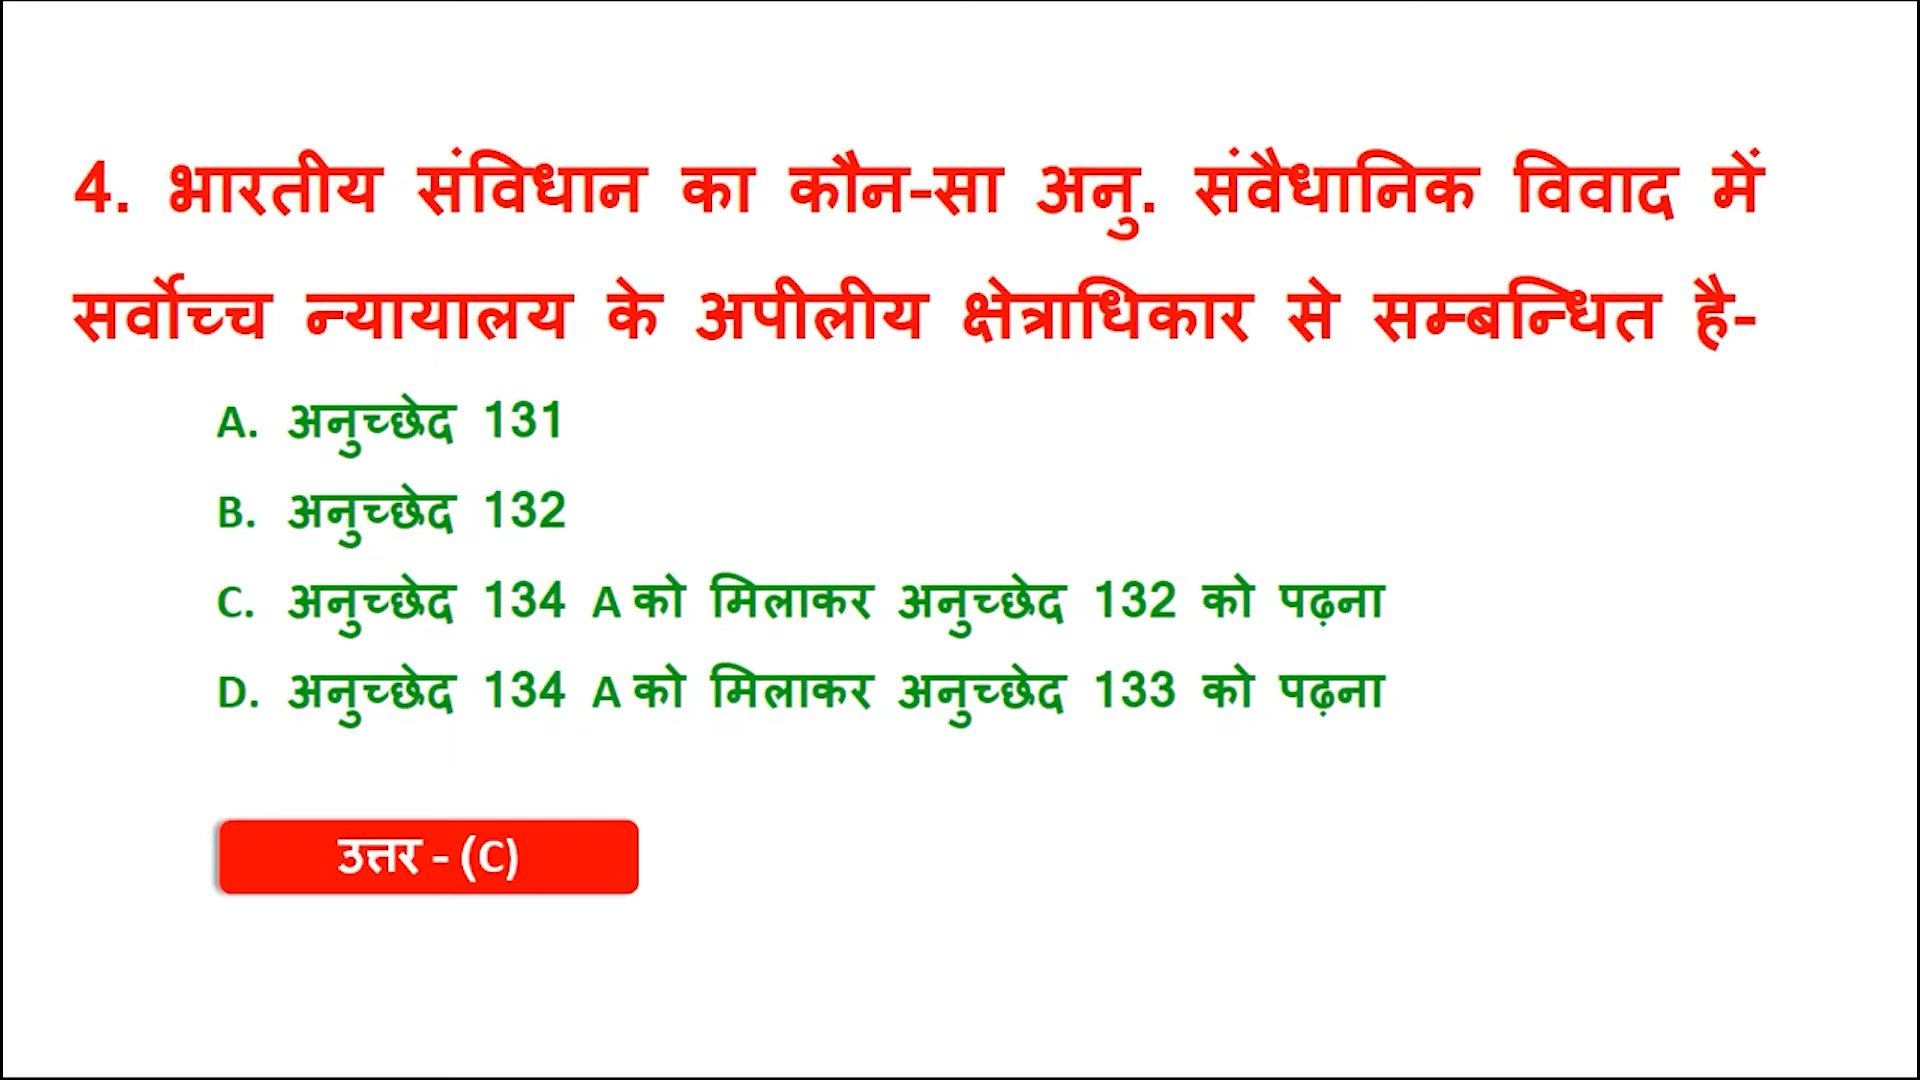 4. भारतीय संविधान का कौन-सा अनु. संवैधानिक विवाद में
सर्वोच्च न्यायालय के अपीलीय क्षेत्राधिकार से सम्बन्धित है-
A. अनुच्छेद 131
B. अनुच्छेद 132
C. अनुच्छेद 134 A को मिलाकर अनुच्छेद 132 को पढ़ना
D. अनुच्छेद 134 A को मिलाकर अनुच्छेद 133 को पढ़ना
उत्तर - (C)